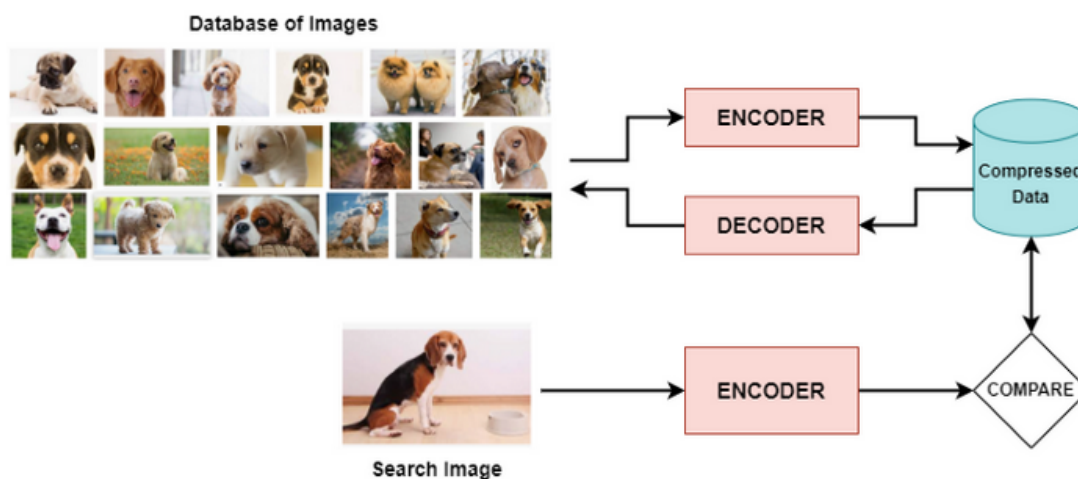 Database of Images
ENCODER
Compressed
Data
DECODER
ENCODER
COMPARE
Search Image